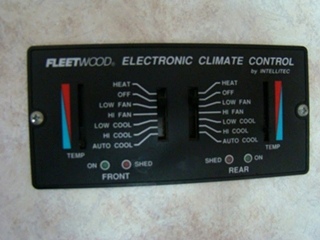 FLEETWOOD® ELECTRONIC CLIMATE CONTROL
by INTELLITEC
HEAT
OFF
LOW FAN
HI FAN
LOW COOL
HI COOL
AUTO COOL
HEAT
OFF
LOW FAN
HI FAN
LOW COOL
HI COOL
AUTO COOL
TEMP
TEMP
ON SHED
SHED ON
FRONT
REAR